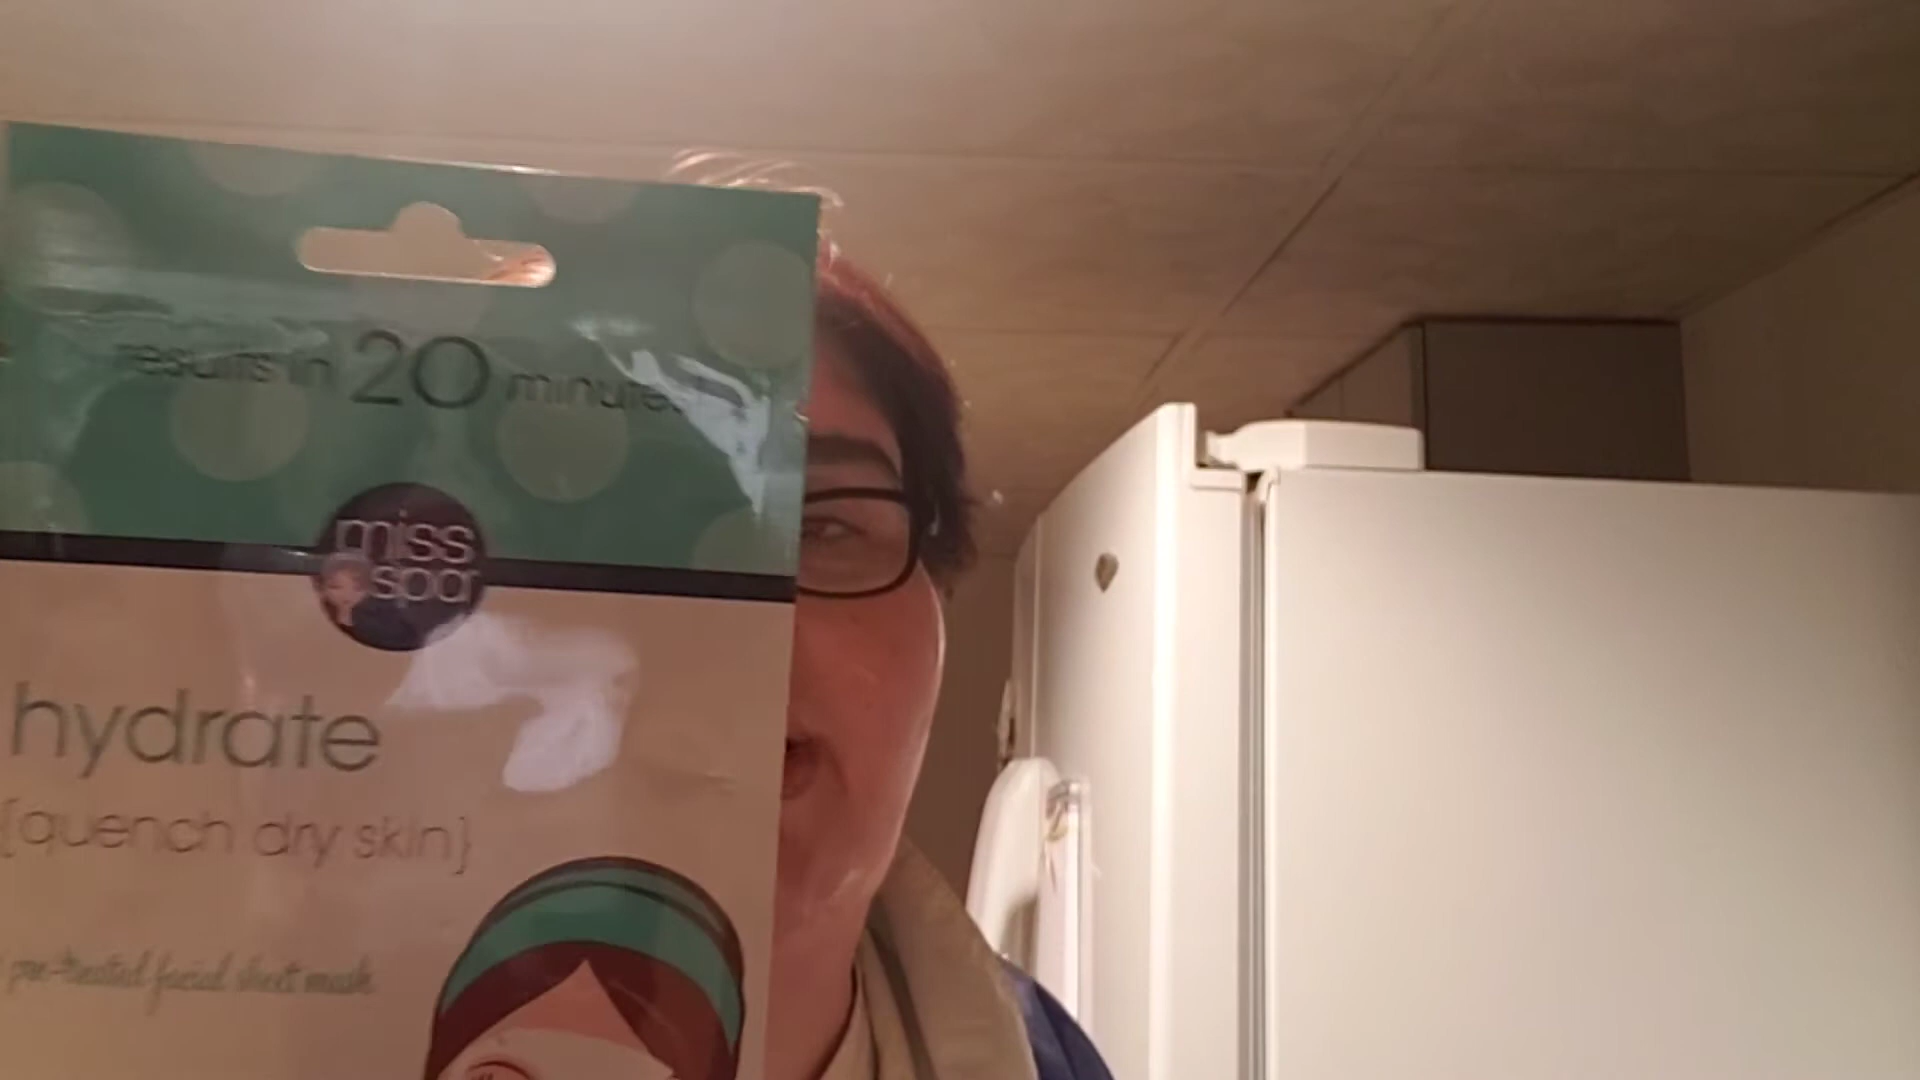 results in 20 minutes
miss
spa
hydrate
{quench dry skin}
pre-treated facial sheet mask